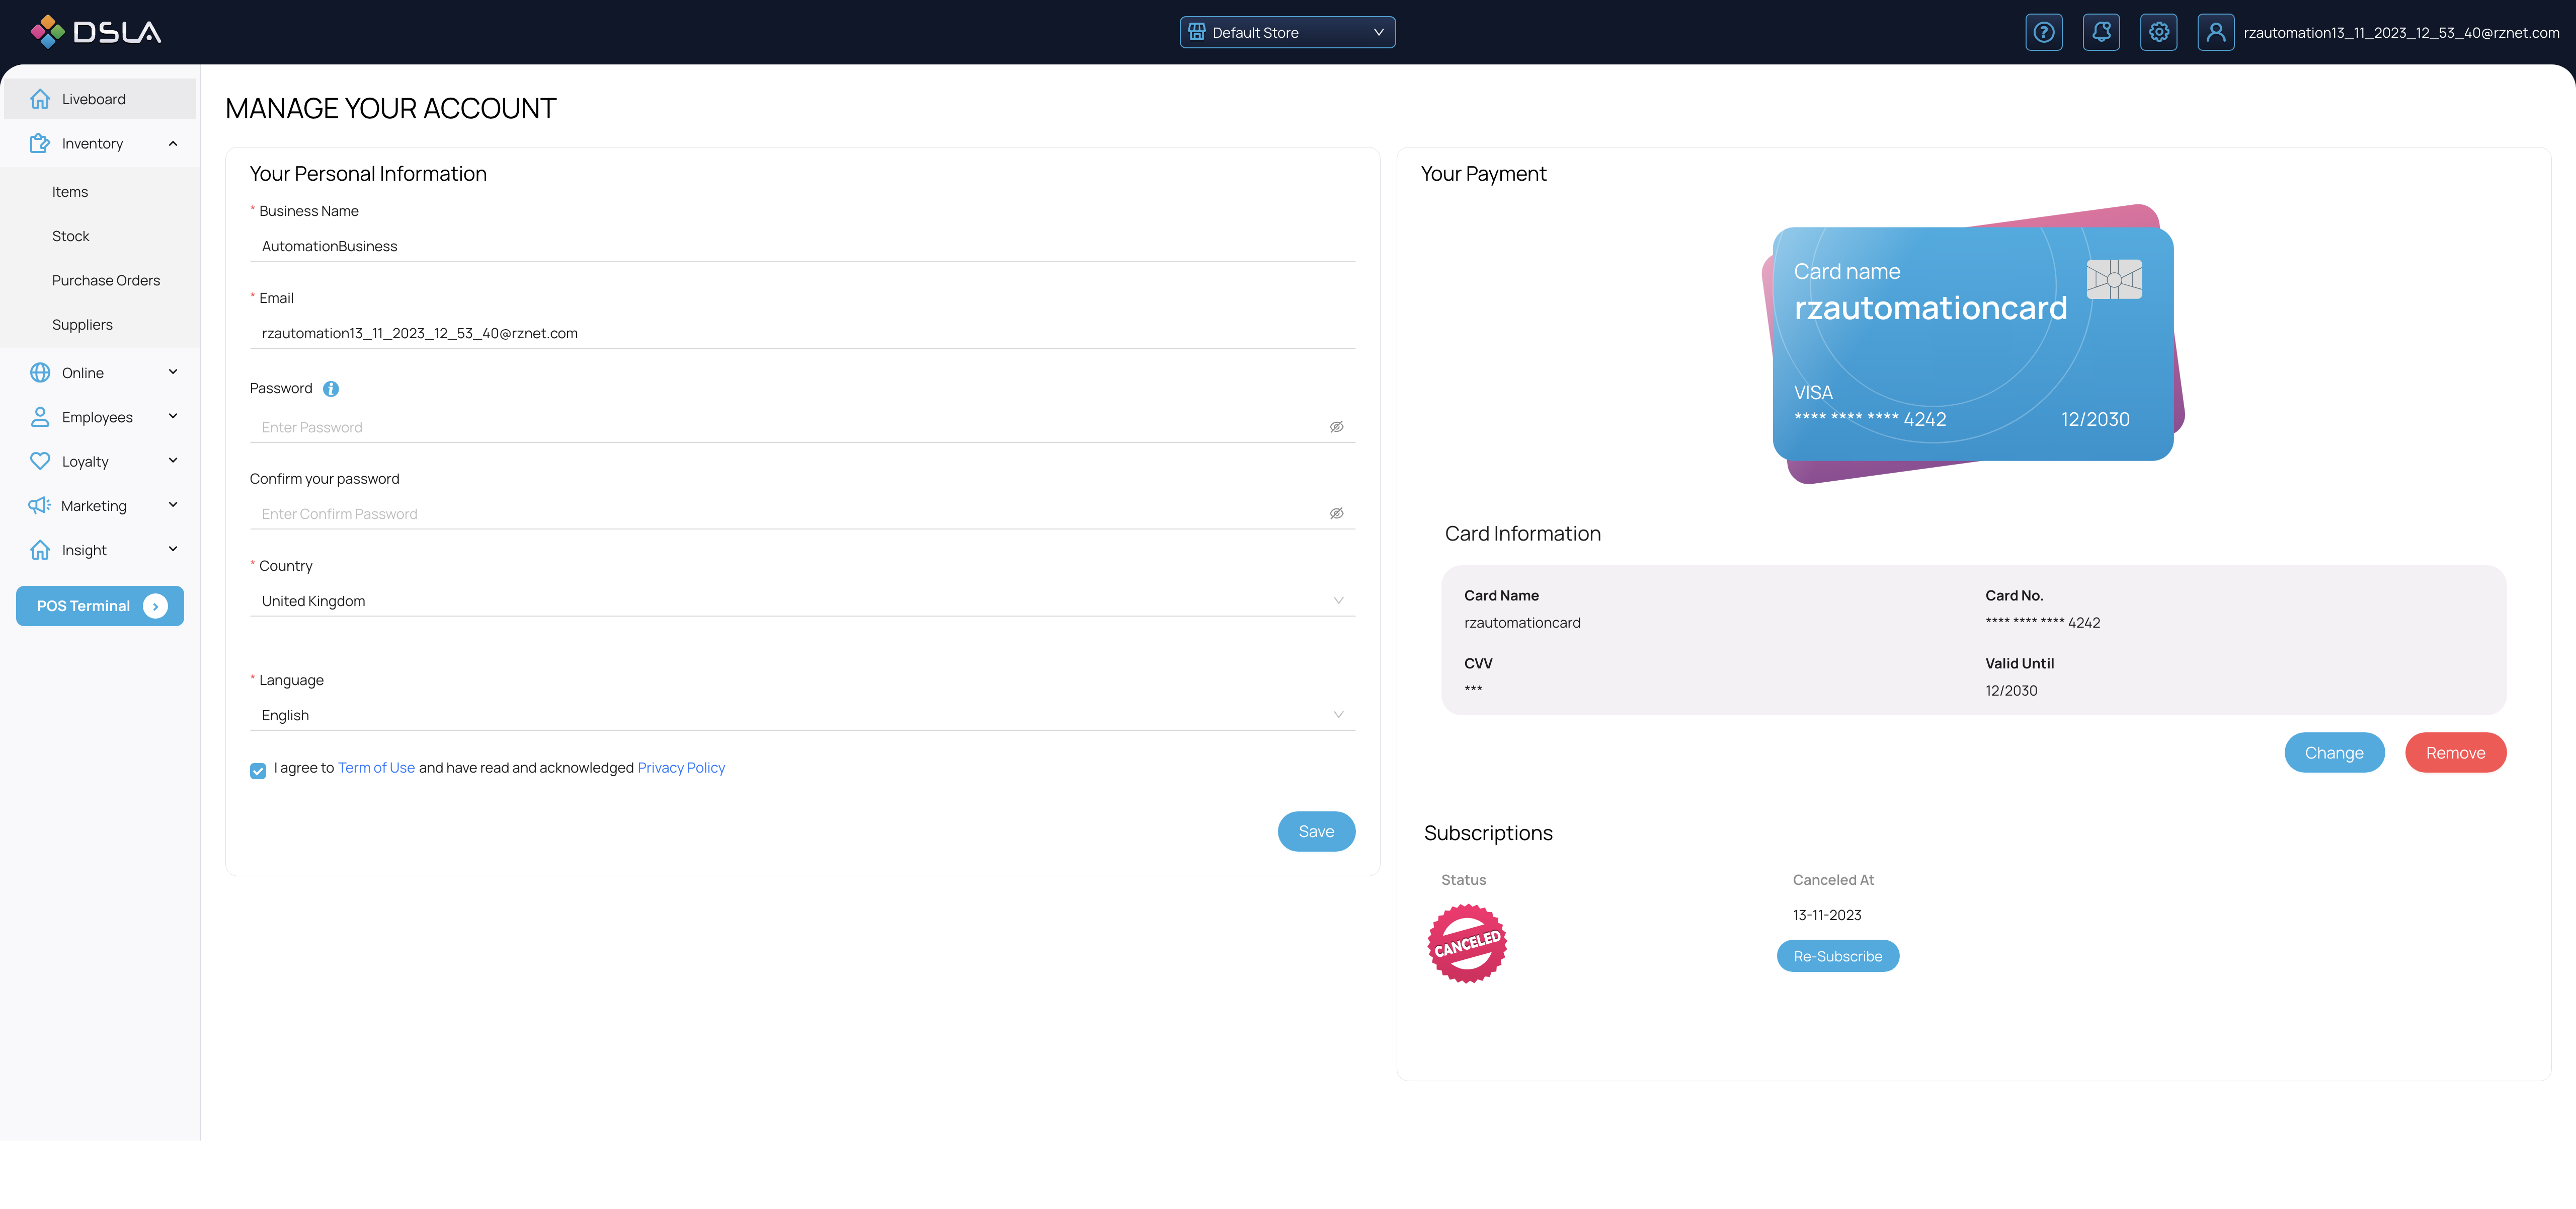 DSLA
Default Store
rzautomation13_11_2023_12_53_40@rznet.com
Liveboard
Inventory
Items
Stock
Purchase Orders
Suppliers
Online
Employees
Loyalty
Marketing
Insight
POS Terminal
MANAGE YOUR ACCOUNT
Your Personal Information
* Business Name
AutomationBusiness
* Email
rzautomation13_11_2023_12_53_40@rznet.com
Password
Enter Password
Confirm your password
Enter Confirm Password
* Country
United Kingdom
* Language
English
I agree to Term of Use and have read and acknowledged Privacy Policy
Save
Your Payment
Card name
rzautomationcard
VISA
**** **** **** 4242 12/2030
Card Information
Card Name
rzautomationcard
Card No.
**** **** **** 4242
CVV
***
Valid Until
12/2030
Change
Remove
Subscriptions
Status
CANCELED
Canceled At
13-11-2023
Re-Subscribe